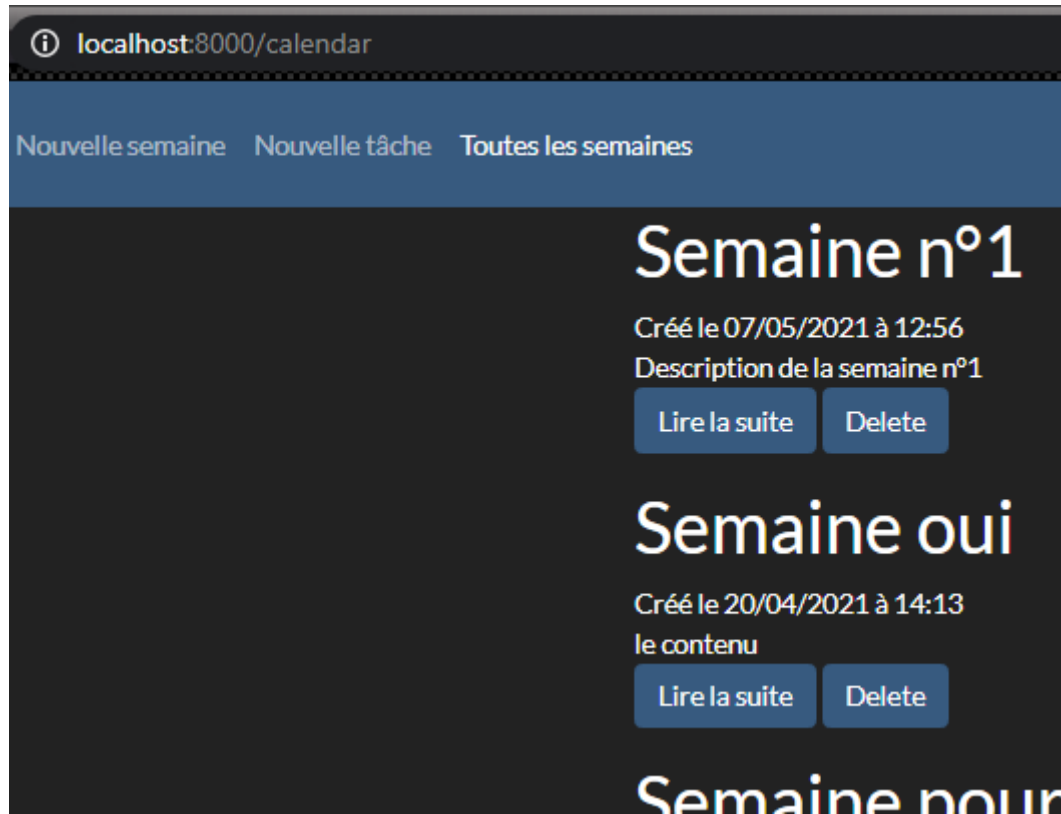 localhost:8000/calendar
Nouvelle semaine Nouvelle tâche Toutes les semaines
Semaine n°1
Créé le 07/05/2021 à 12:56
Description de la semaine n°1
Lire la suite Delete
Semaine oui
Créé le 20/04/2021 à 14:13
le contenu
Lire la suite Delete
Semaine pour